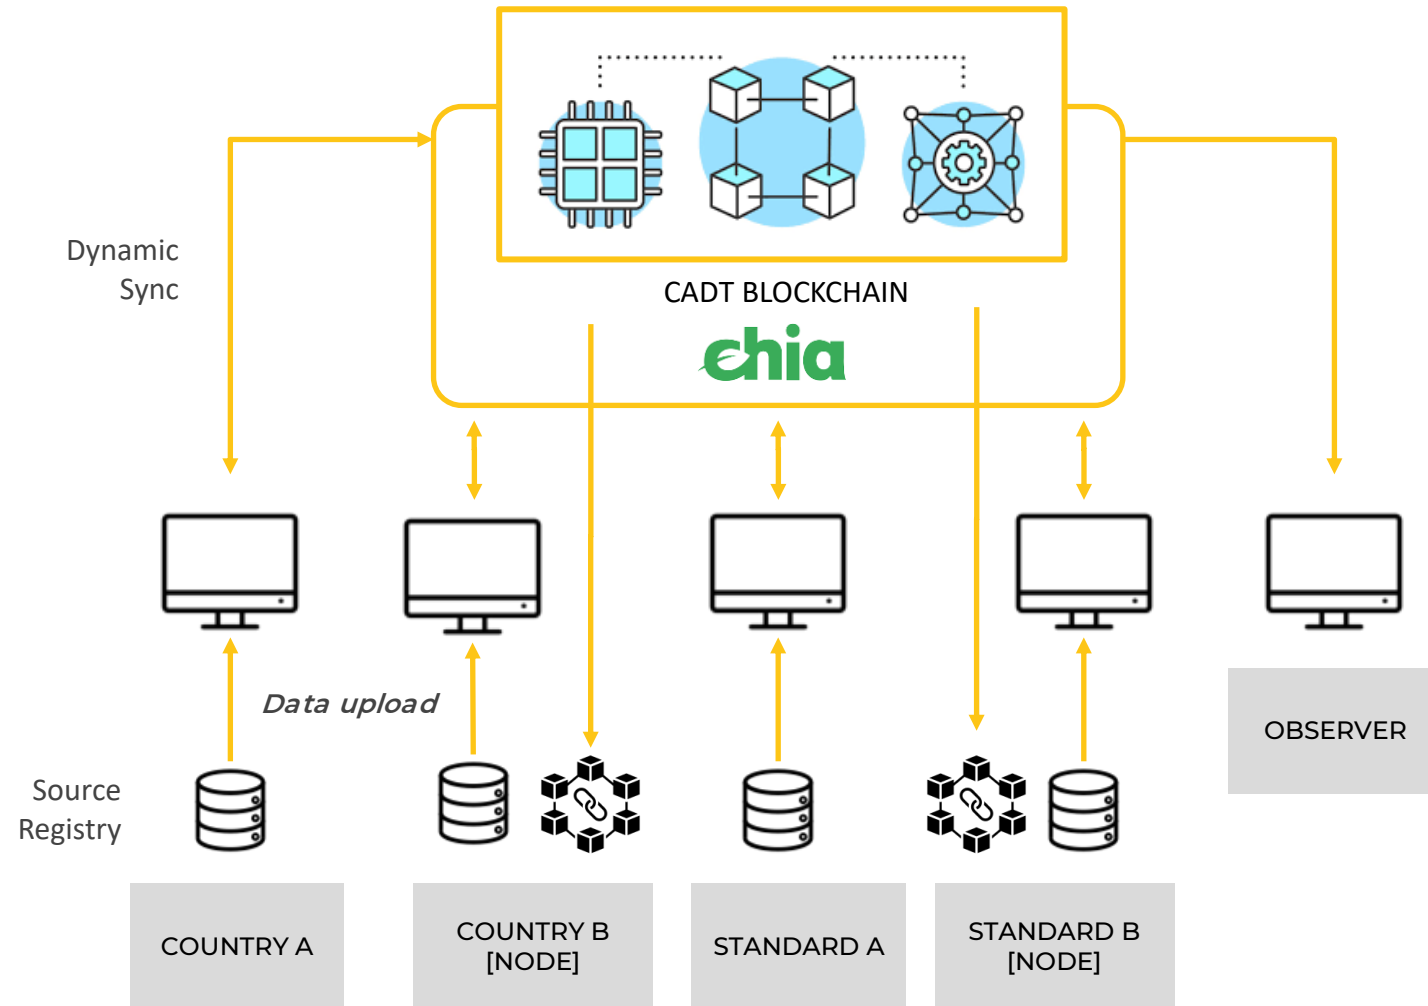 CADT BLOCKCHAIN
chia
Dynamic
Sync
Data upload
Source
Registry
OBSERVER
COUNTRY A
COUNTRY B
[NODE]
STANDARD A
STANDARD B
[NODE]